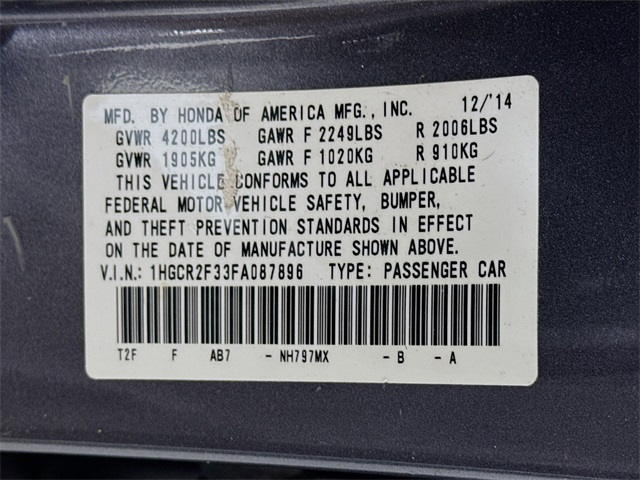 MFD. BY HONDA OF AMERICA MFG., INC. 12/'14
GVWR 4200LBS GAWR F 2249LBS R 2006LBS
GVWR 1905KG GAWR F 1020KG R 910KG
THIS VEHICLE CONFORMS TO ALL APPLICABLE
FEDERAL MOTOR VEHICLE SAFETY, BUMPER,
AND THEFT PREVENTION STANDARDS IN EFFECT
ON THE DATE OF MANUFACTURE SHOWN ABOVE.
V.I.N.: 1HGCR2F33FA087896 TYPE: PASSENGER CAR
T2F F AB7 - NH797MX - B - A